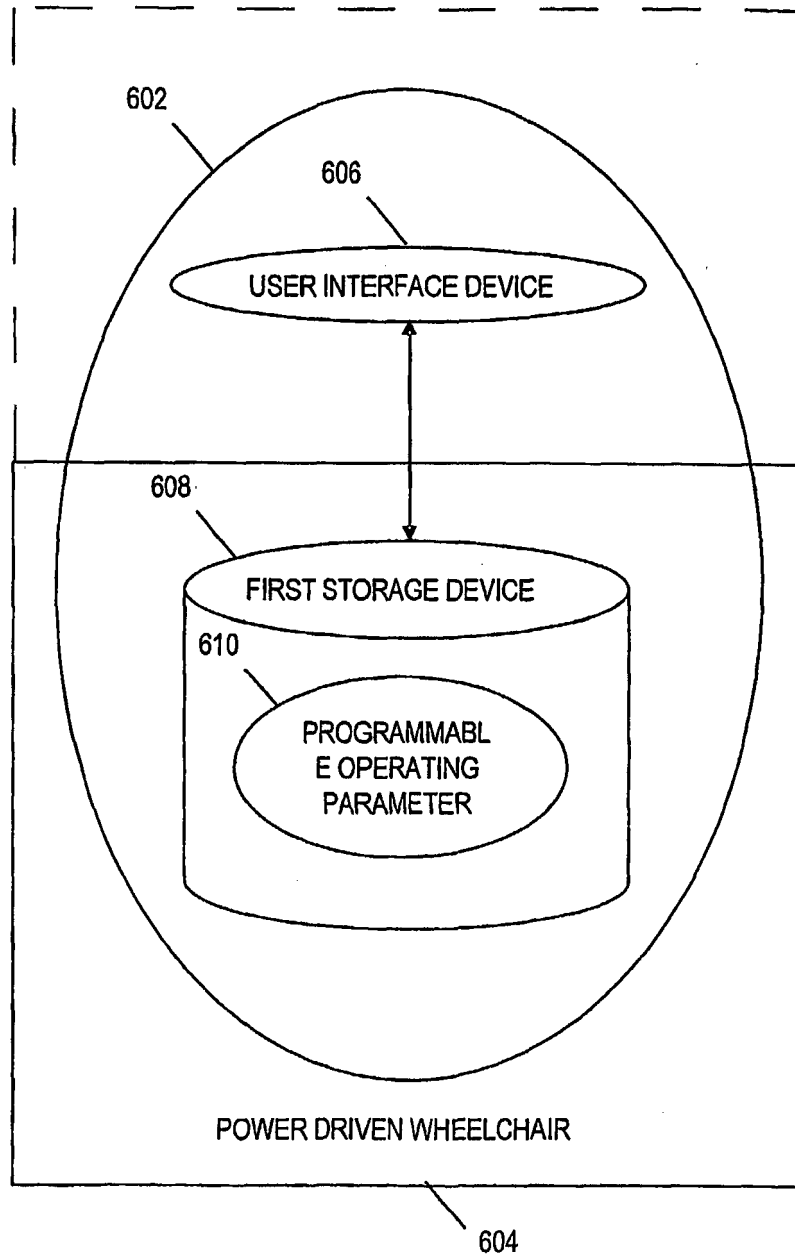 602
606
USER INTERFACE DEVICE
608
FIRST STORAGE DEVICE
610
PROGRAMMABL
E OPERATING
PARAMETER
POWER DRIVEN WHEELCHAIR
604